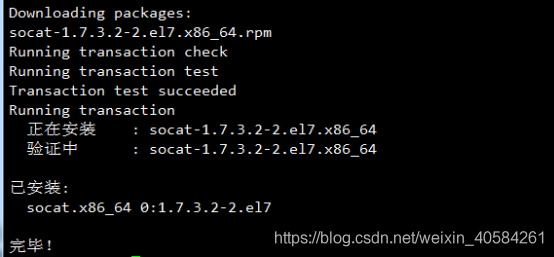 Downloading packages:
socat-1.7.3.2-2.el7.x86_64.rpm
Running transaction check
Running transaction test
Transaction test succeeded
Running transaction
  正在安装    : socat-1.7.3.2-2.el7.x86_64
  验证中      : socat-1.7.3.2-2.el7.x86_64
已安装:
  socat.x86_64 0:1.7.3.2-2.el7
完毕！
https://blog.csdn.net/weixin_40584261